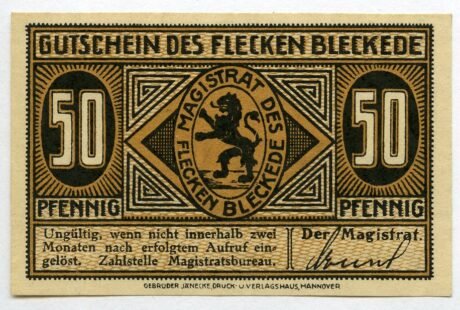 GUTSCHEIN DES FLECKEN BLECKEDE
50
PFENNIG
MAGISTRAT DES
FLECKEN BLECKEDE
50
PFENNIG
Ungültig, wenn nicht innerhalb zwei
Monaten nach erfolgtem Aufruf ein-
gelöst. Zahlstelle Magistratsbureau.
Der Magistrat.
GEBRÜDER JÄNECKE, DRUCK- U. VERLAGSHAUS, HANNOVER